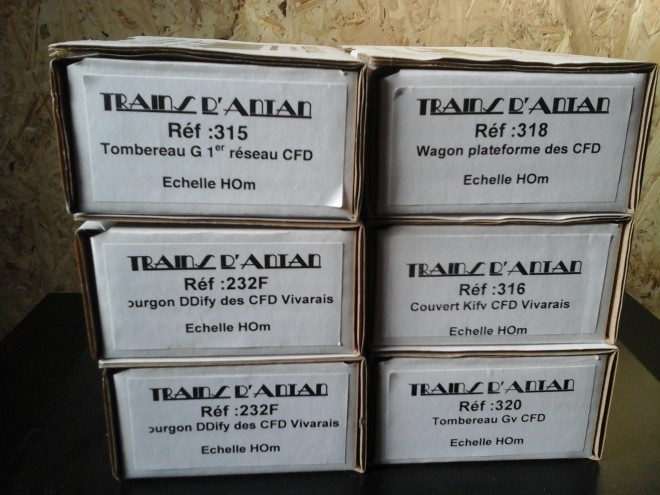 TRAINS D'ANTAN
Réf :315
Tombereau G 1er réseau CFD
Echelle HOm
TRAINS D'ANTAN
Réf :318
Wagon plateforme des CFD
Echelle HOm
TRAINS D'ANTAN
Réf :232F
ourgon DDify des CFD Vivarais
Echelle HOm
TRAINS D'ANTAN
Réf :316
Couvert Kifv CFD Vivarais
Echelle HOm
TRAINS D'ANTAN
Réf :232F
ourgon DDify des CFD Vivarais
Echelle HOm
TRAINS D'ANTAN
Réf :320
Tombereau Gv CFD
Echelle HOm